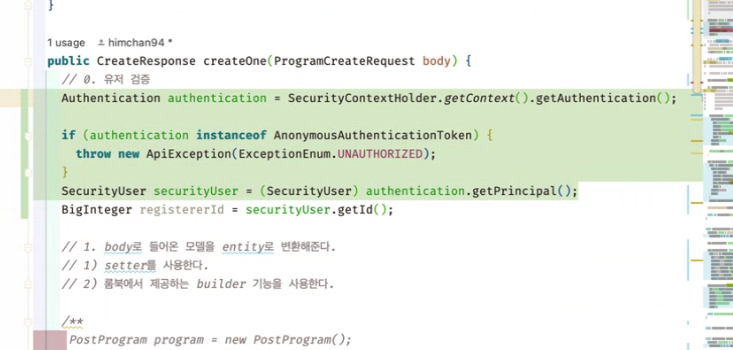 }
1 usage himchan94 *
public CreateResponse createOne(ProgramCreateRequest body) {
// 0. 유저 검증
Authentication authentication = SecurityContextHolder.getContext().getAuthentication();
if (authentication instanceof AnonymousAuthenticationToken) {
throw new ApiException(ExceptionEnum.UNAUTHORIZED);
}
SecurityUser securityUser = (SecurityUser) authentication.getPrincipal();
BigInteger registererId = securityUser.getId();
// 1. body로 들어온 모델을 entity로 변환해준다.
// 1) setter를 사용한다.
// 2) 롬북에서 제공하는 builder 기능을 사용한다.
/**
PostProgram program = new PostProgram();